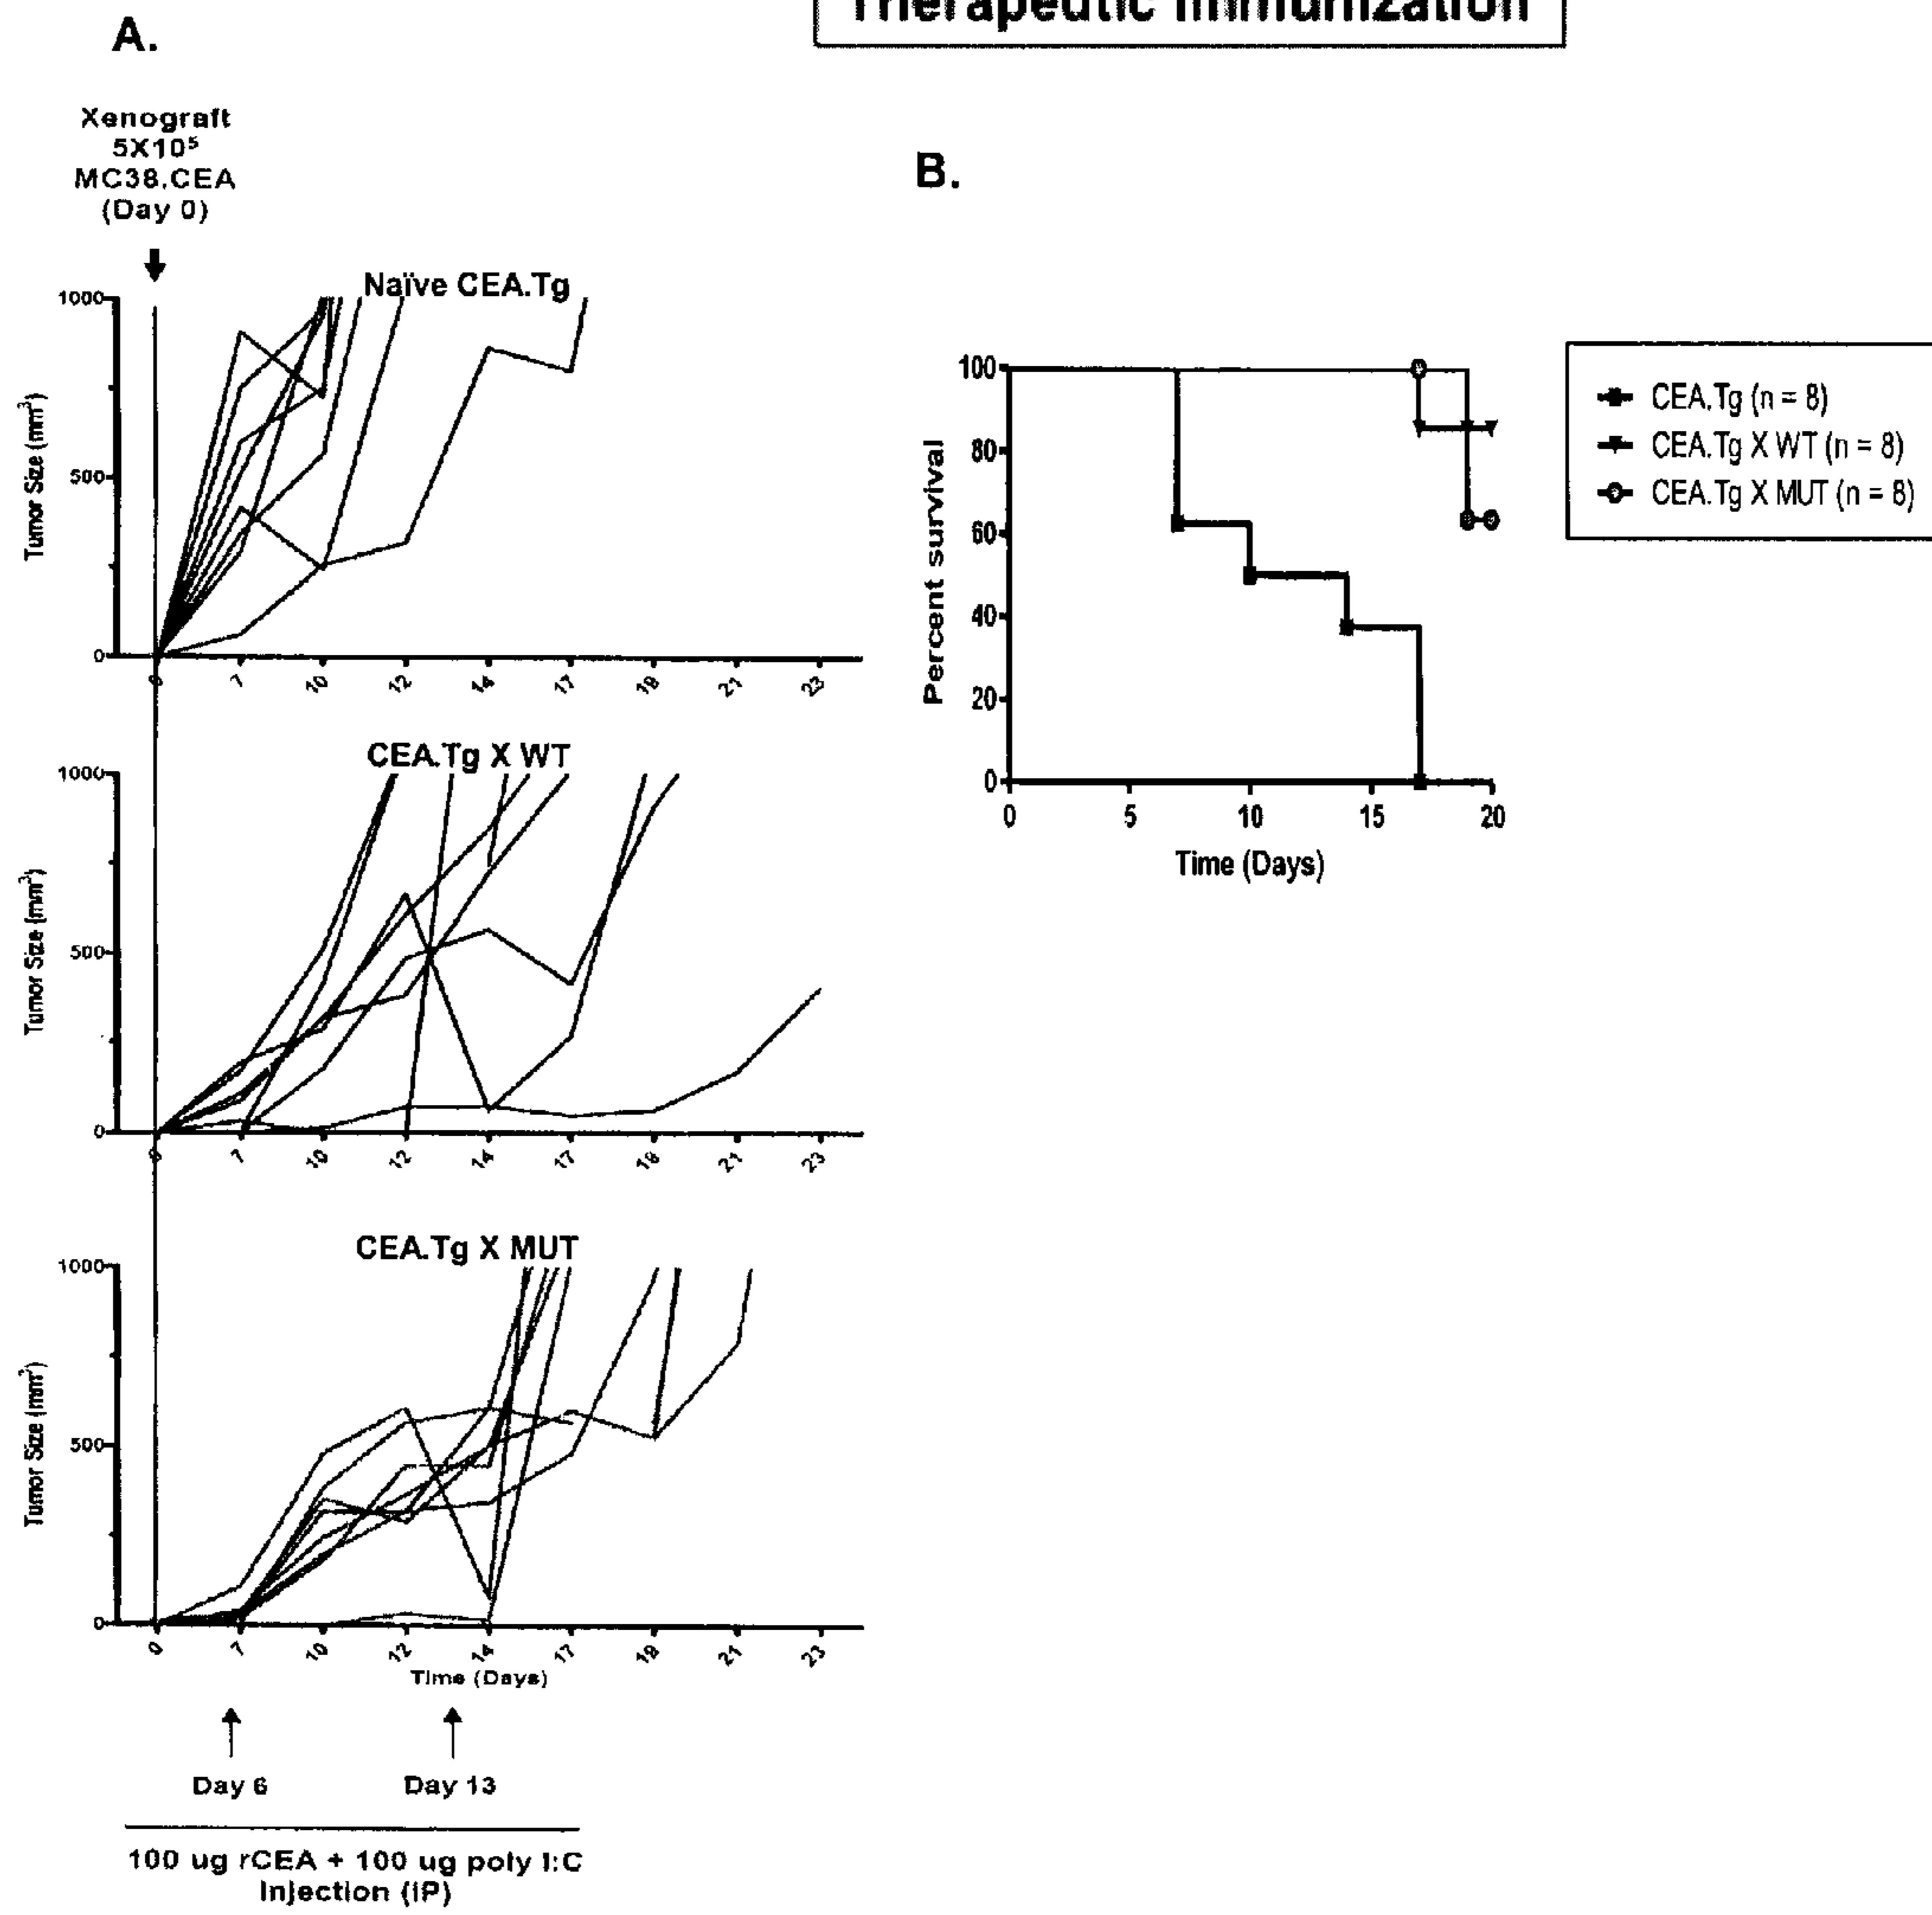 Therapeutic Immunization
A.
Xenograft
5X10⁵
MC38.CEA
(Day 0)
Naïve CEA.Tg
1000
500
0
Tumor Size (mm³)
0 7 10 12 14 17 19 21 23
CEA.Tg X WT
1000
500
0
Tumor Size (mm³)
0 7 10 12 14 17 19 21 23
CEA.Tg X MUT
1000
500
0
Tumor Size (mm³)
0 7 10 12 14 17 19 21 23
Time (Days)
Day 6 Day 13
100 ug rCEA + 100 ug poly I:C
Injection (IP)
B.
100
80
60
40
20
0
Percent survival
0 5 10 15 20
Time (Days)
CEA.Tg (n = 8)
CEA.Tg X WT (n = 8)
CEA.Tg X MUT (n = 8)